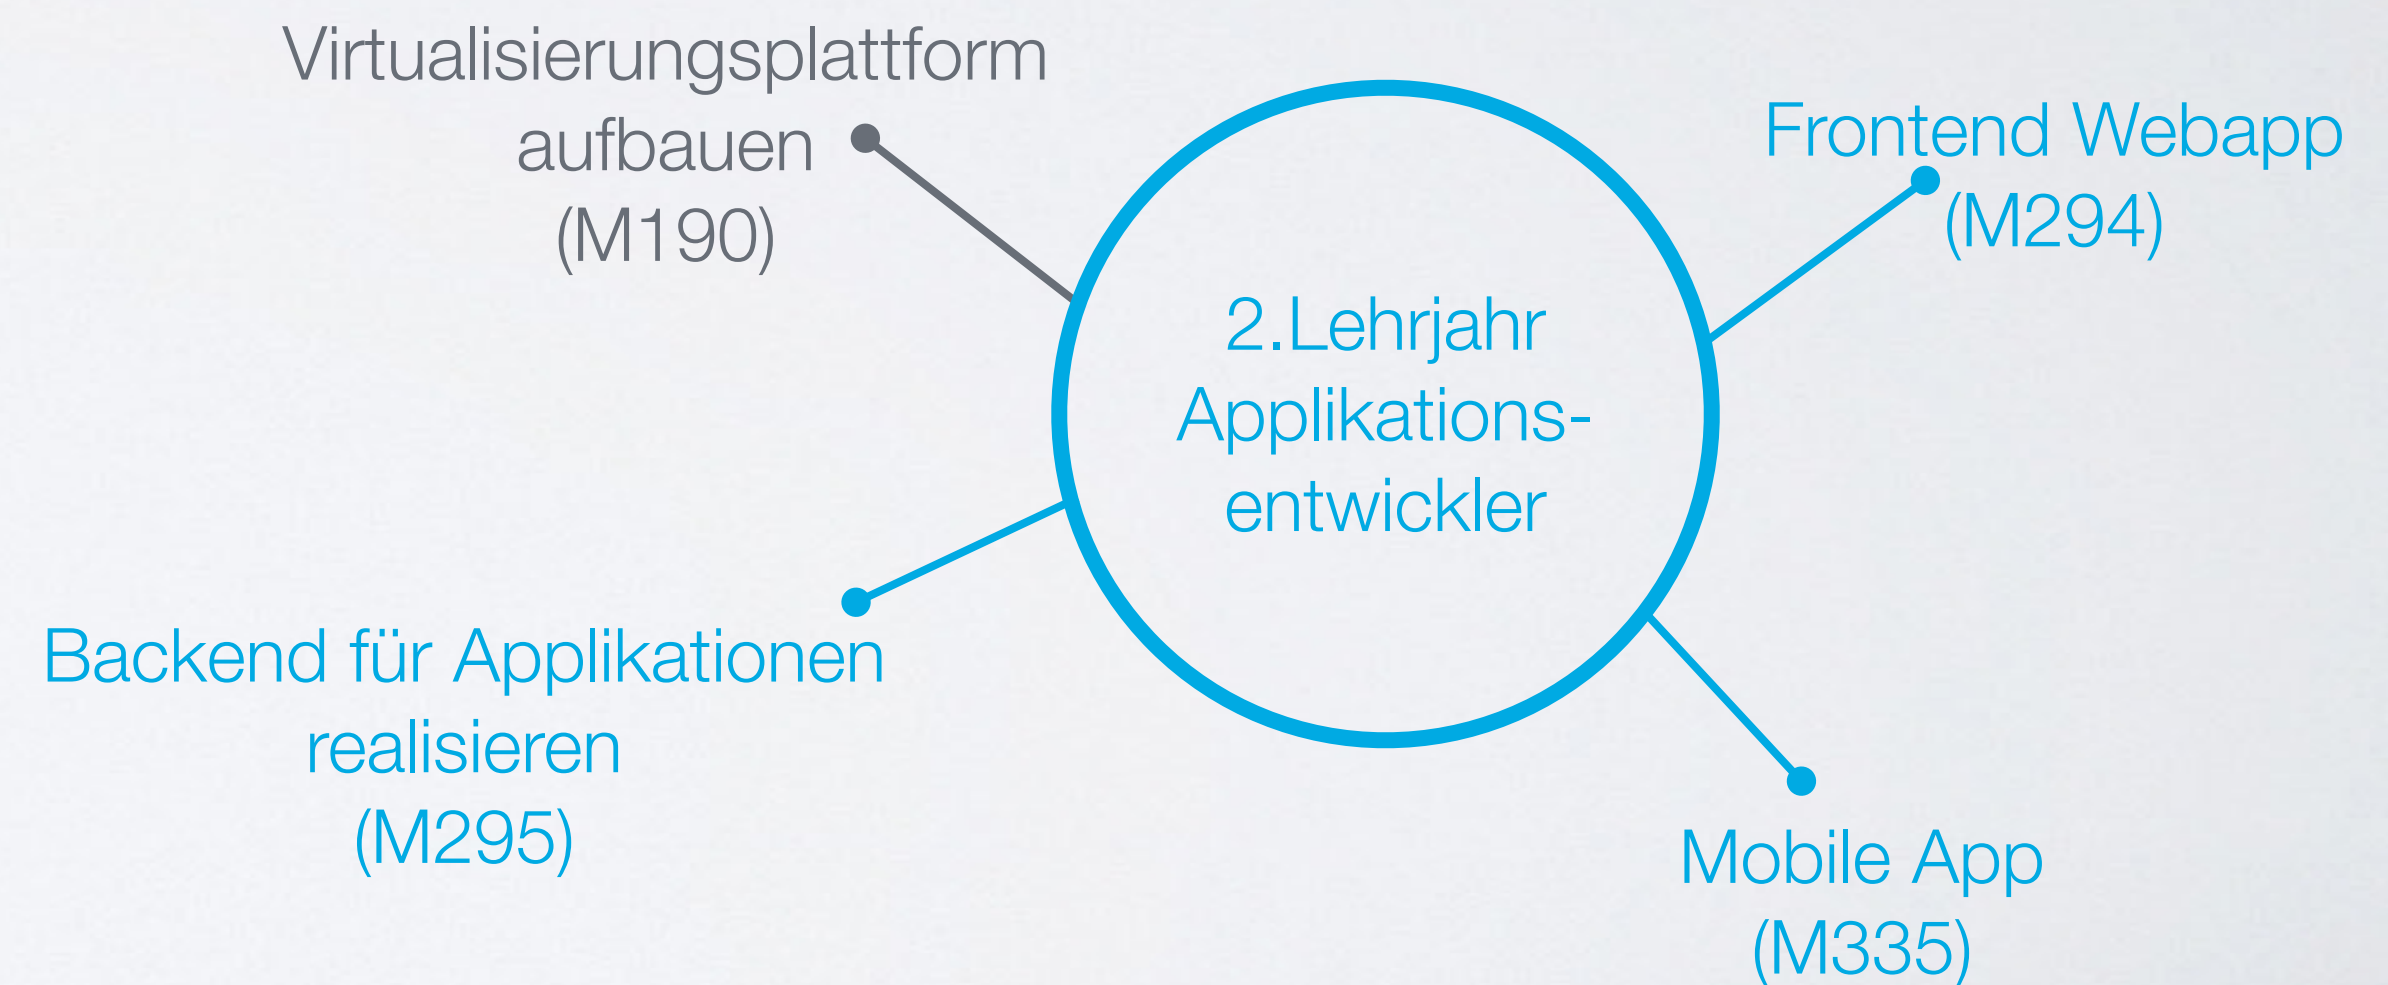 Virtualisierungsplattform
aufbauen
(M190)
Frontend Webapp
(M294)
2.Lehrjahr
Applikations-
entwickler
Backend für Applikationen
realisieren
(M295)
Mobile App
(M335)